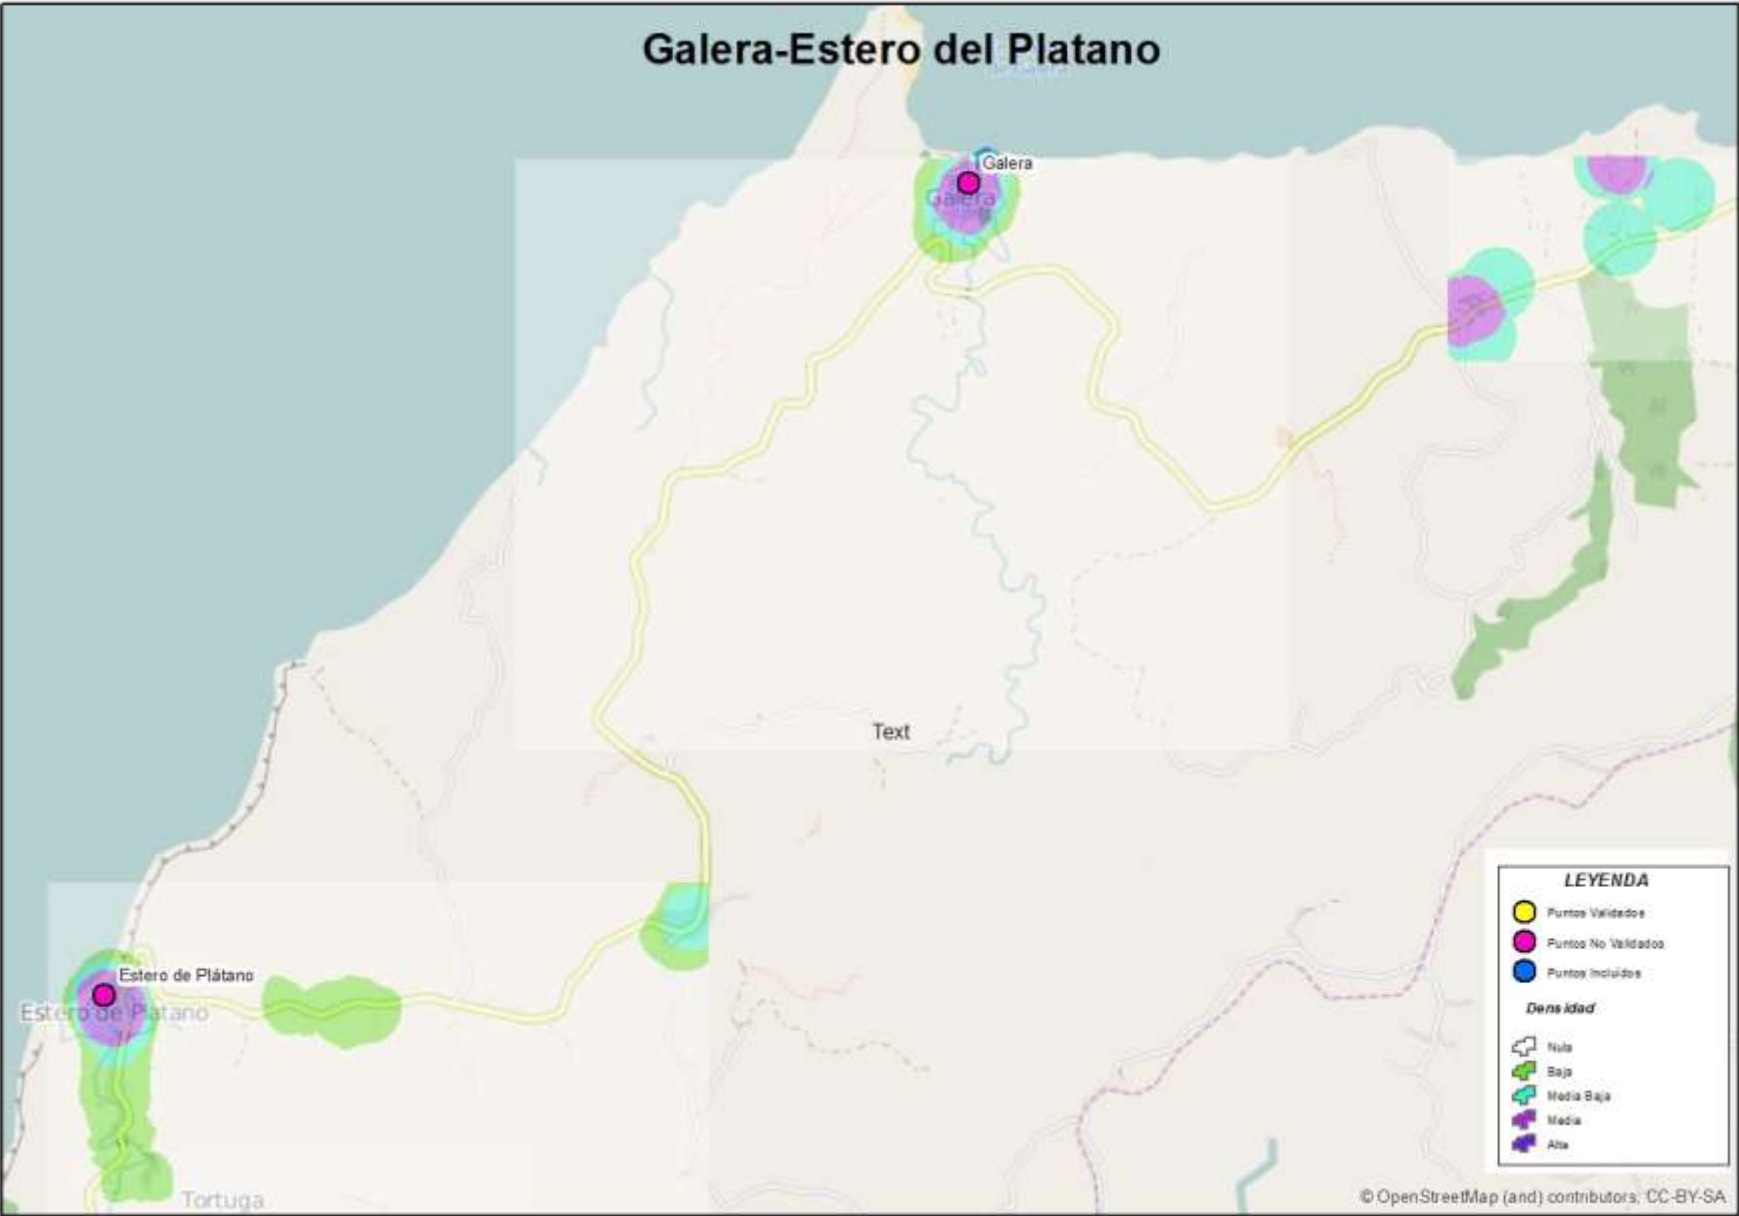 Galera-Estero del Platano
Galera
Galera
Text
Estero de Plátano
Estero de Platano
Tortuga
LEYENDA
Puntos Validados
Puntos No Validados
Puntos Incluídos
Densidad
Nula
Baja
Media Baja
Media
Alta
© OpenStreetMap (and) contributors, CC-BY-SA